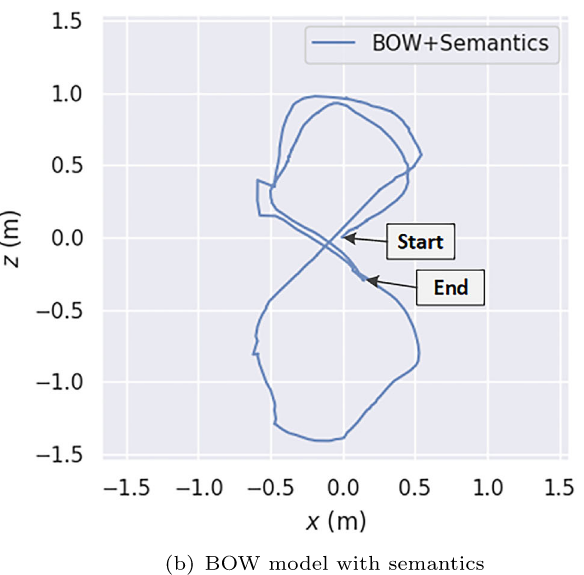 1.5
BOW+Semantics
1.0
0.5
z (m)
0.0
Start
End
−0.5
−1.0
−1.5
−1.5 −1.0 −0.5 0.0 0.5 1.0 1.5
x (m)
(b) BOW model with semantics